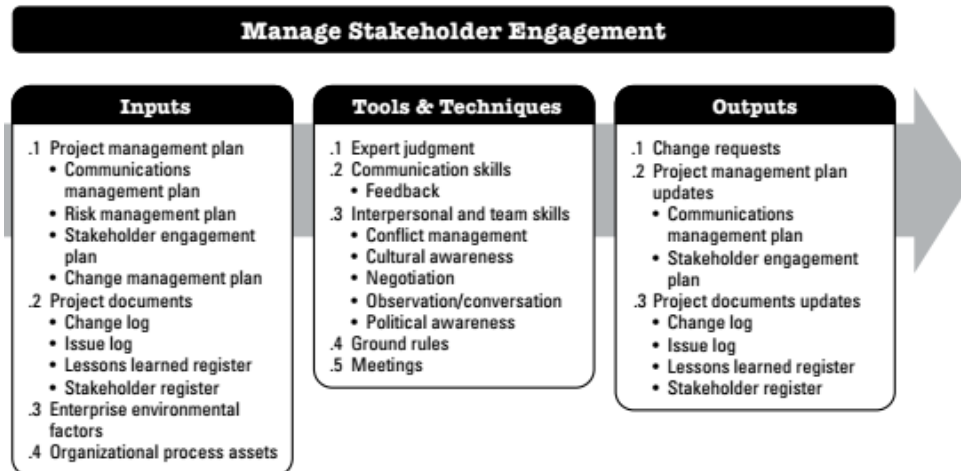 Manage Stakeholder Engagement
Inputs
.1 Project management plan
• Communications
management plan
• Risk management plan
• Stakeholder engagement
plan
• Change management plan
.2 Project documents
• Change log
• Issue log
• Lessons learned register
• Stakeholder register
.3 Enterprise environmental
factors
.4 Organizational process assets
Tools & Techniques
.1 Expert judgment
.2 Communication skills
• Feedback
.3 Interpersonal and team skills
• Conflict management
• Cultural awareness
• Negotiation
• Observation/conversation
• Political awareness
.4 Ground rules
.5 Meetings
Outputs
.1 Change requests
.2 Project management plan
updates
• Communications
management plan
• Stakeholder engagement
plan
.3 Project documents updates
• Change log
• Issue log
• Lessons learned register
• Stakeholder register